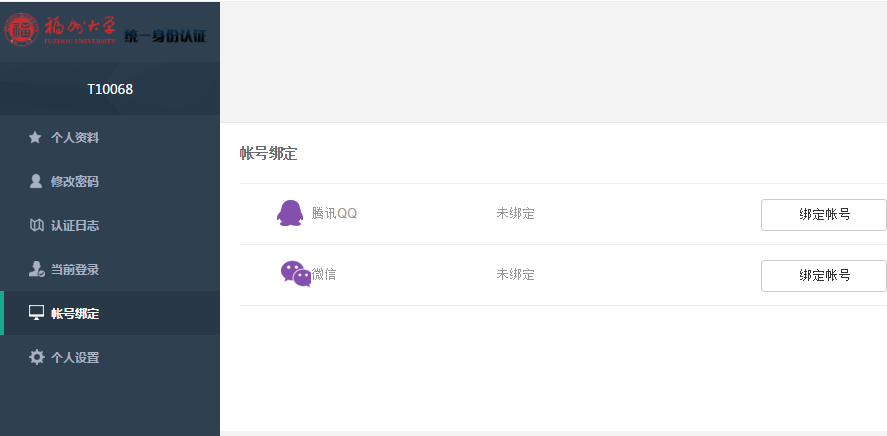 福州大学 统一身份认证
FUZHOU UNIVERSITY
T10068
个人资料
修改密码
认证日志
当前登录
帐号绑定
个人设置
帐号绑定
腾讯QQ 未绑定 绑定帐号
微信 未绑定 绑定帐号